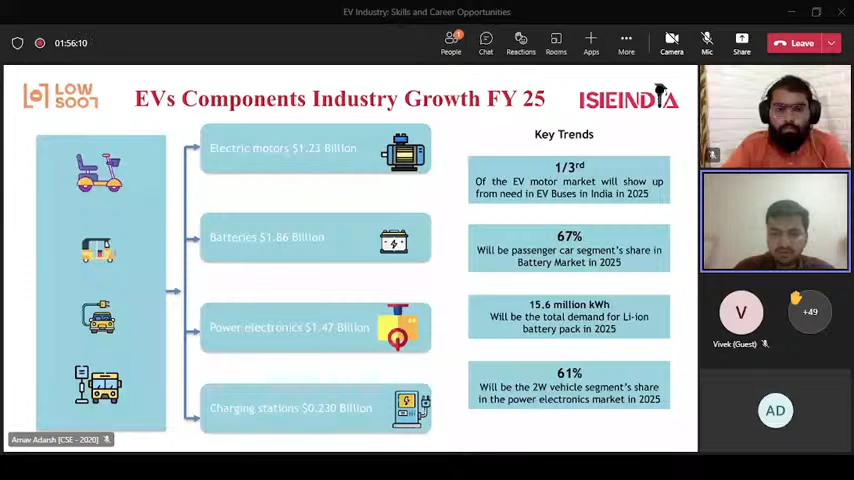 EV Industry: Skills and Career Opportunities
01:56:10
1
People
Chat
Reactions
Rooms
Apps
More
Camera
Mic
Share
Leave
LOW
SOOT
EVs Components Industry Growth FY 25
ISIEINDIA
Electric motors $1.23 Billion
Batteries $1.86 Billion
Power electronics $1.47 Billion
Charging stations $0.230 Billion
Key Trends
1/3rd
Of the EV motor market will show up
from need in EV Buses in India in 2025
67%
Will be passenger car segment's share in
Battery Market in 2025
15.6 million kWh
Will be the total demand for Li-ion
battery pack in 2025
61%
Will be the 2W vehicle segment's share
in the power electronics market in 2025
Arnav Adarsh [CSE - 2020]
V
+49
Vivek (Guest)
AD